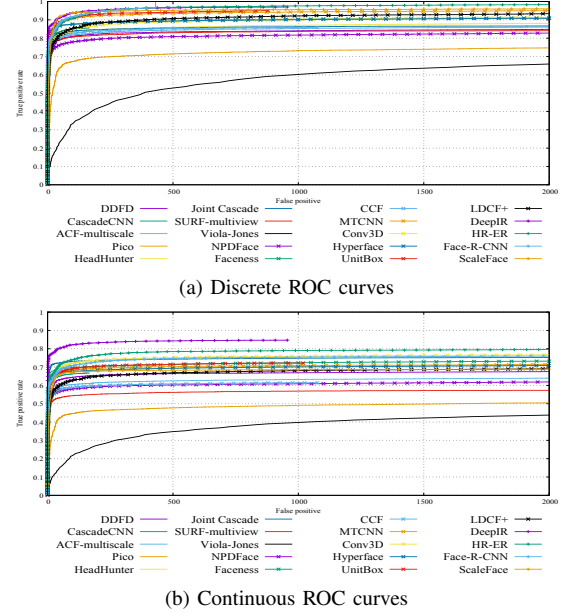 1
0.9
0.8
0.7
0.6
0.5
0.4
0.3
0.2
0.1
0
True positive rate
0 500 1000 1500 2000
False positive
DDFD Joint Cascade CCF LDCF+
CascadeCNN SURF-multiview MTCNN DeepIR
ACF-multiscale Viola-Jones Conv3D HR-ER
Pico NPDFace Hyperface Face-R-CNN
HeadHunter Faceness UnitBox ScaleFace
(a) Discrete ROC curves
1
0.9
0.8
0.7
0.6
0.5
0.4
0.3
0.2
0.1
0
True positive rate
0 500 1000 1500 2000
False positive
DDFD Joint Cascade CCF LDCF+
CascadeCNN SURF-multiview MTCNN DeepIR
ACF-multiscale Viola-Jones Conv3D HR-ER
Pico NPDFace Hyperface Face-R-CNN
HeadHunter Faceness UnitBox ScaleFace
(b) Continuous ROC curves